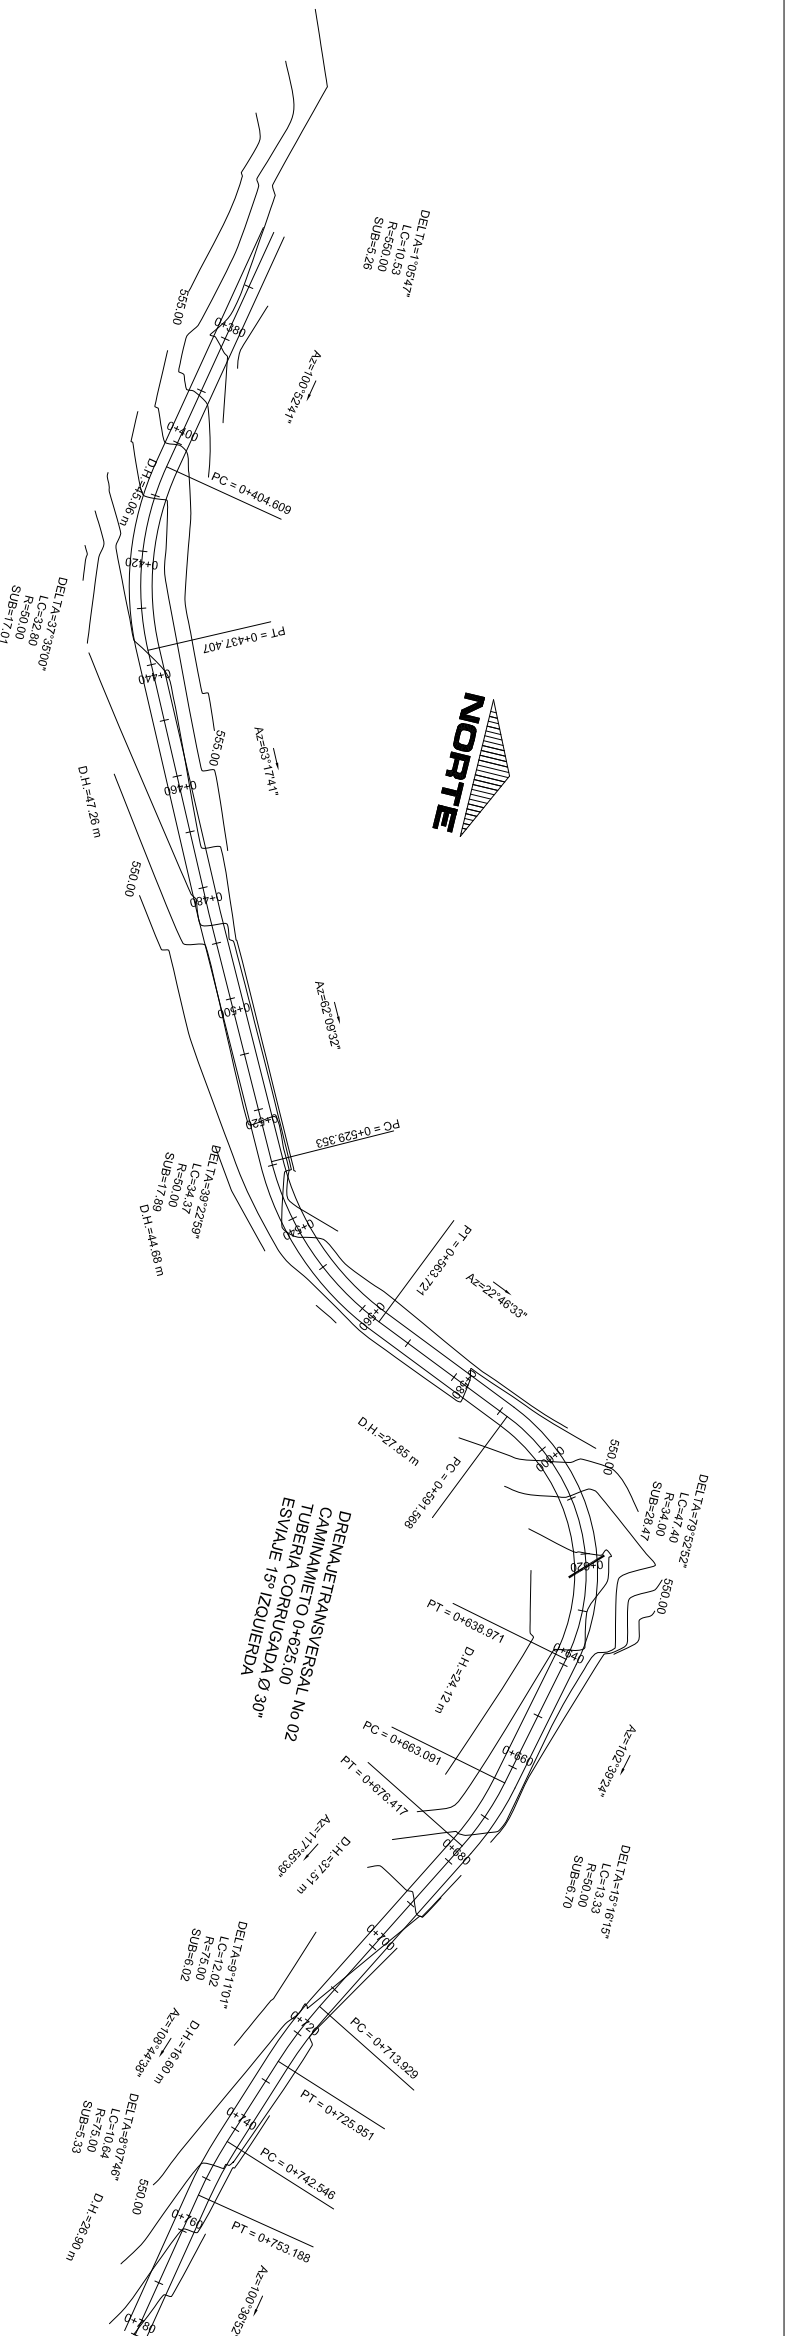 DELTA=1°05'47"
LC=10.53
R=550.00
SUB=5.26
555.00
0+380
Az=100°52'41"
0+400
D.H.=45.06 m
PC = 0+404.609
0+420
DELTA=37°35'00"
LC=32.80
R=50.00
SUB=17.01
PT = 0+437.407
0+440
NORTE
555.00
Az=63°17'41"
0+460
D.H.=47.26 m
550.00
0+480
0+500
Az=62°09'32"
0+520
PC = 0+529.353
DELTA=39°22'59"
LC=34.37
R=50.00
SUB=17.89
D.H.=44.68 m
0+540
PT = 0+563.721
Az=22°46'33"
0+560
0+580
D.H.=27.85 m
PC = 0+591.568
0+600
550.00
DELTA=79°52'52"
LC=47.40
R=34.00
SUB=28.47
DRENAJETRANSVERSAL No 02
CAMINAMIETO 0+625.00
TUBERIA CORRUGADA Ø 30"
ESVIAJE 15° IZQUIERDA
0+620
550.00
PT = 0+638.971
0+640
D.H.=24.12 m
PC = 0+663.091
0+660
Az=102°39'24"
PT = 0+676.417
0+680
Az=117°55'39"
D.H.=37.51 m
DELTA=15°16'15"
LC=13.33
R=50.00
SUB=6.70
0+700
DELTA=9°11'01"
LC=12.02
R=75.00
SUB=6.02
PC = 0+713.929
0+720
Az=108°44'38"
D.H.=16.60 m
PT = 0+725.951
0+740
DELTA=8°07'46"
LC=10.64
R=75.00
SUB=5.33
PC = 0+742.546
550.00
PT = 0+753.188
0+760
D.H.=26.90 m
Az=100°36'52"
0+780